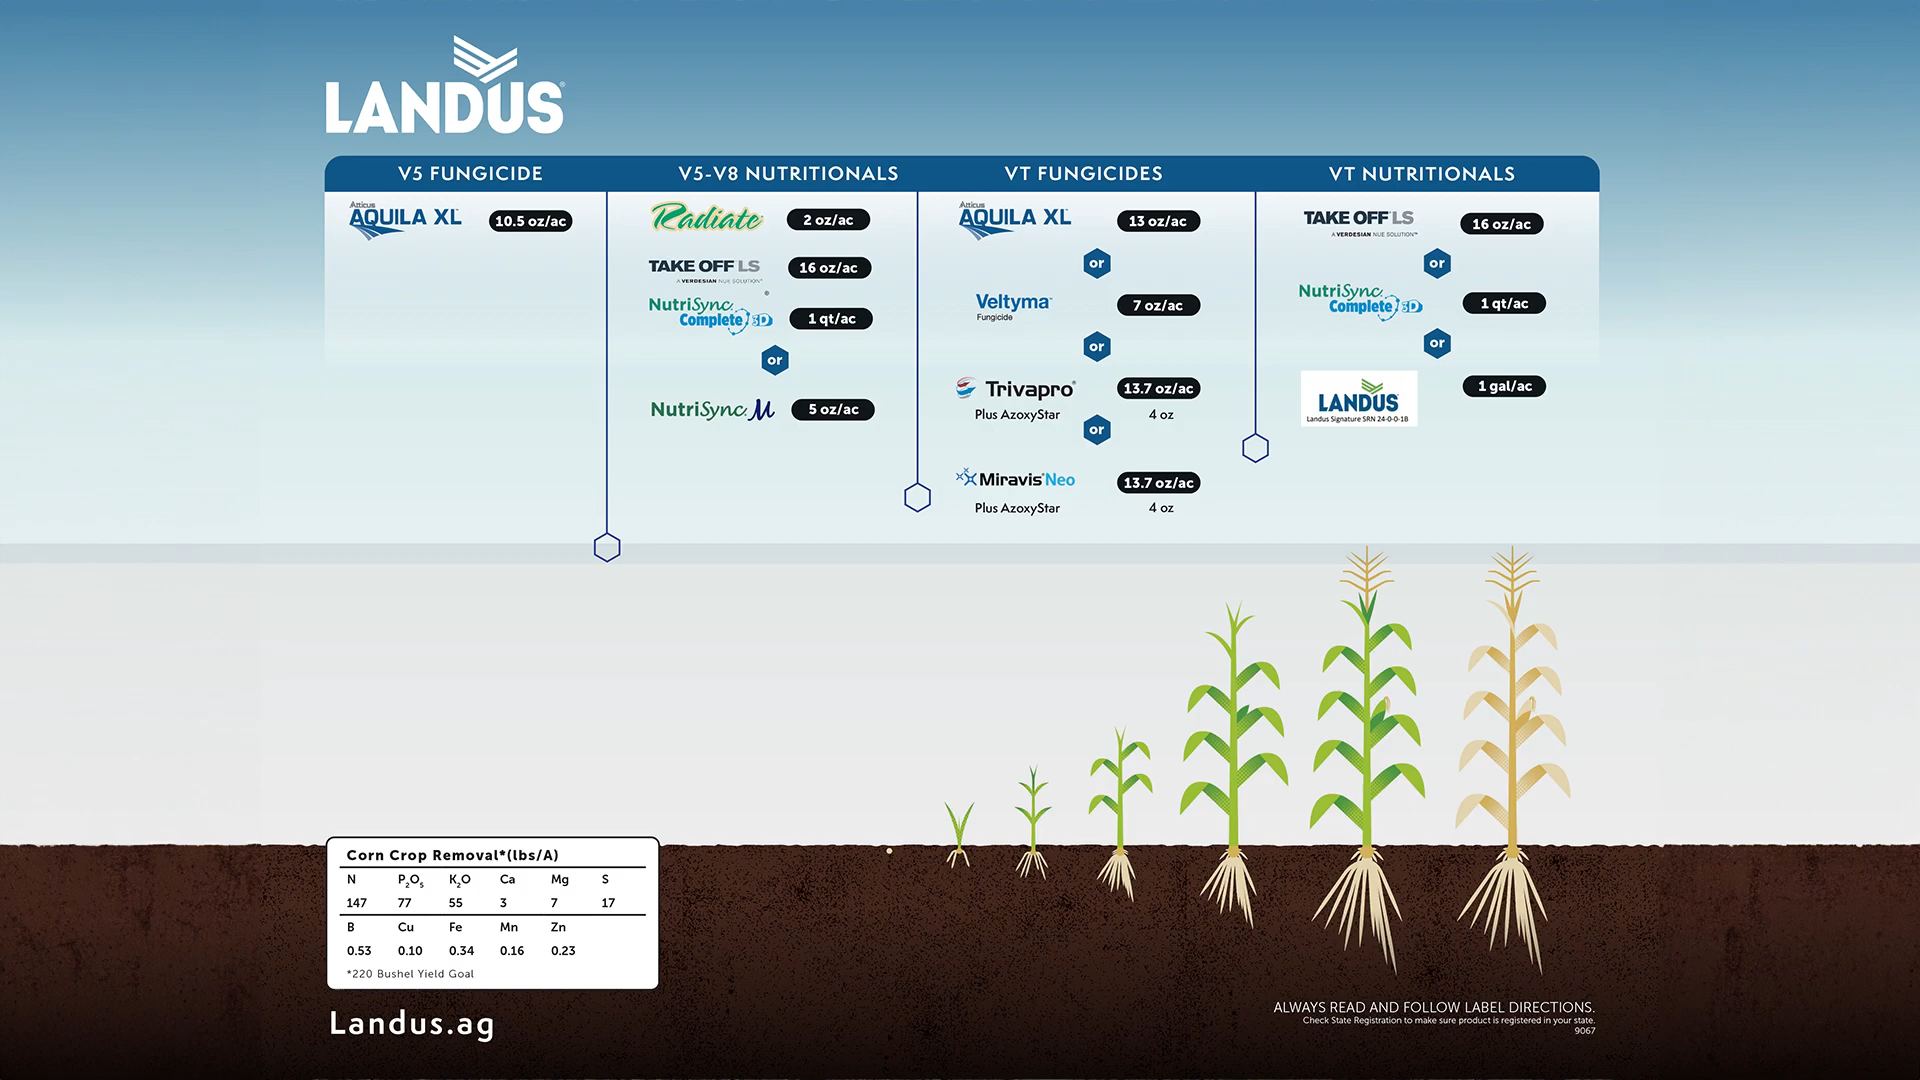 LANDUS®
V5 FUNGICIDE
Atticus
AQUILA XL™ 10.5 oz/ac
V5-V8 NUTRITIONALS
Radiate 2 oz/ac
TAKE OFF LS 16 oz/ac
A VERDESIAN NUE SOLUTION™
®
NutriSync
Complete 3D 1 qt/ac
or
NutriSync M 5 oz/ac
VT FUNGICIDES
Atticus
AQUILA XL™ 13 oz/ac
or
Veltyma™ 7 oz/ac
Fungicide
or
Trivapro® 13.7 oz/ac
Plus AzoxyStar 4 oz
or
Miravis® Neo 13.7 oz/ac
Plus AzoxyStar 4 oz
VT NUTRITIONALS
TAKE OFF LS 16 oz/ac
A VERDESIAN NUE SOLUTION™
or
NutriSync
Complete 3D 1 qt/ac
or
LANDUS 1 gal/ac
Landus Signature SRN 24-0-0-1B
Corn Crop Removal*(lbs/A)
N P₂O₅ K₂O Ca Mg S
147 77 55 3 7 17
B Cu Fe Mn Zn
0.53 0.10 0.34 0.16 0.23
*220 Bushel Yield Goal
Landus.ag
ALWAYS READ AND FOLLOW LABEL DIRECTIONS.
Check State Registration to make sure product is registered in your state.
9067